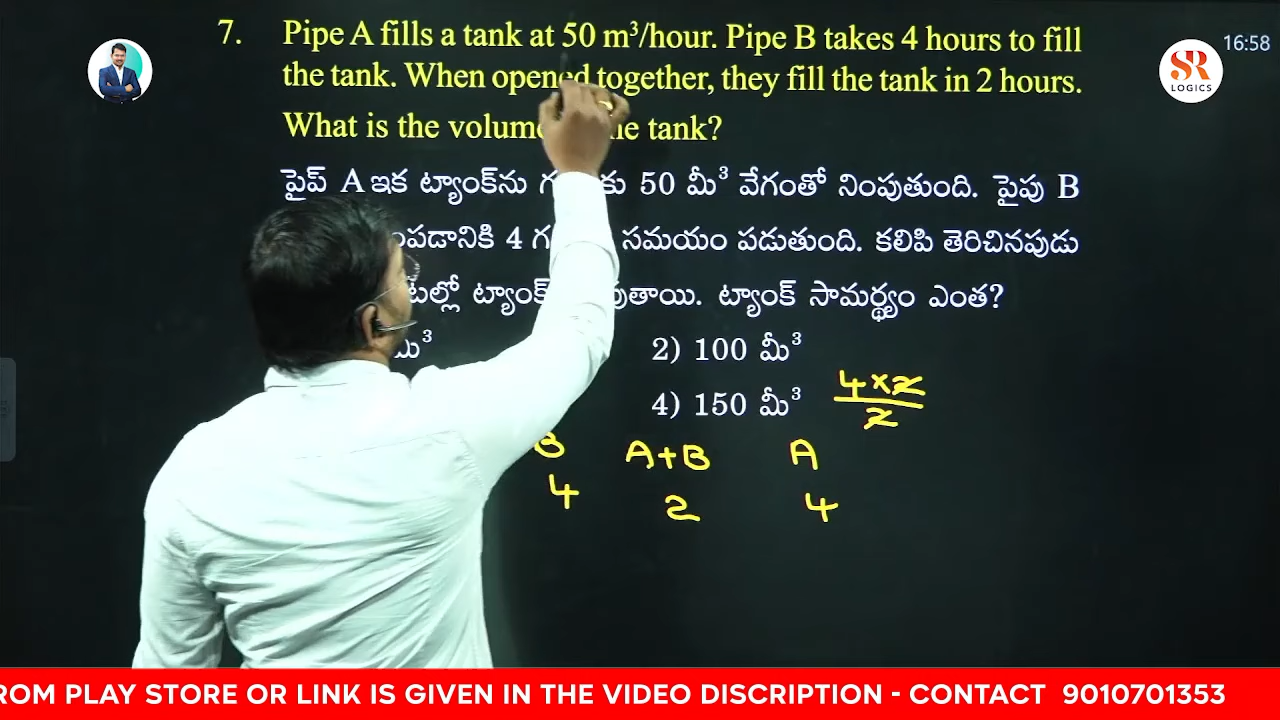 7. Pipe A fills a tank at 50 m³/hour. Pipe B takes 4 hours to fill
the tank. When opened together, they fill the tank in 2 hours.
What is the volume tank?
పైప్ A ఇక ట్యాంక్‌ను 50 మీ³ వేగంతో నింపుతుంది. పైపు B
4 సమయం పడుతుంది. కలిపి తెరిచినపుడు
ట్యాంక్ సామర్థ్యం ఎంత?
మీ³ 2) 100 మీ³
4) 150 మీ³
4×2
2
B A+B A
4 2 4
SR
LOGICS
16:58
ROM PLAY STORE OR LINK IS GIVEN IN THE VIDEO DISCRIPTION - CONTACT 9010701353